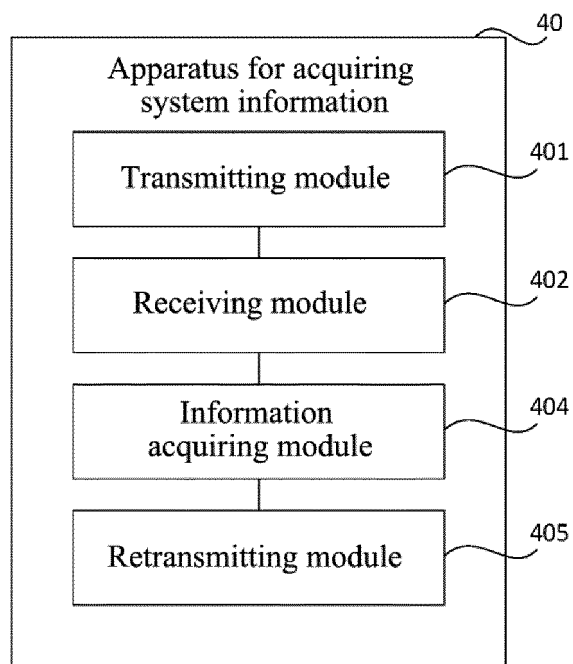 40
Apparatus for acquiring
system information
Transmitting module
401
Receiving module
402
Information
acquiring module
404
Retransmitting module
405